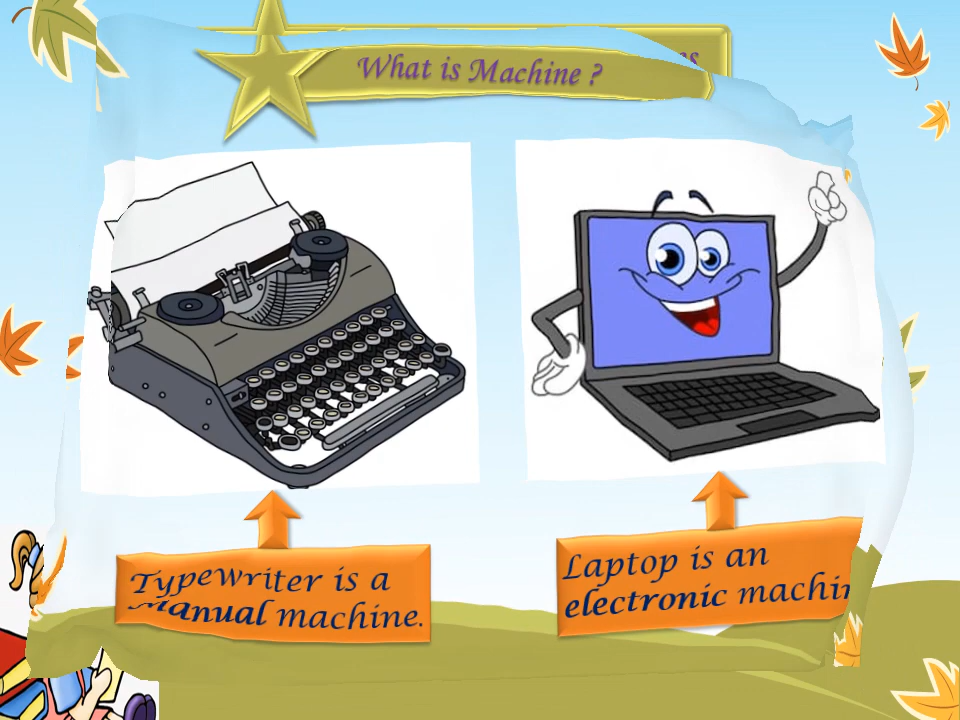 What is Machine ?
Typewriter is a
manual machine.
Laptop is an
electronic